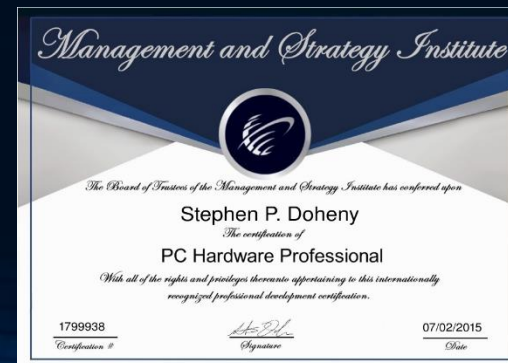 Management and Strategy Institute
The Board of Trustees of the Management and Strategy Institute has conferred upon
Stephen P. Doheny
The certification of
PC Hardware Professional
With all of the rights and privileges thereunto appertaining to this internationally
recognized professional development certification.
1799938 07/02/2015
Certification # Signature Date